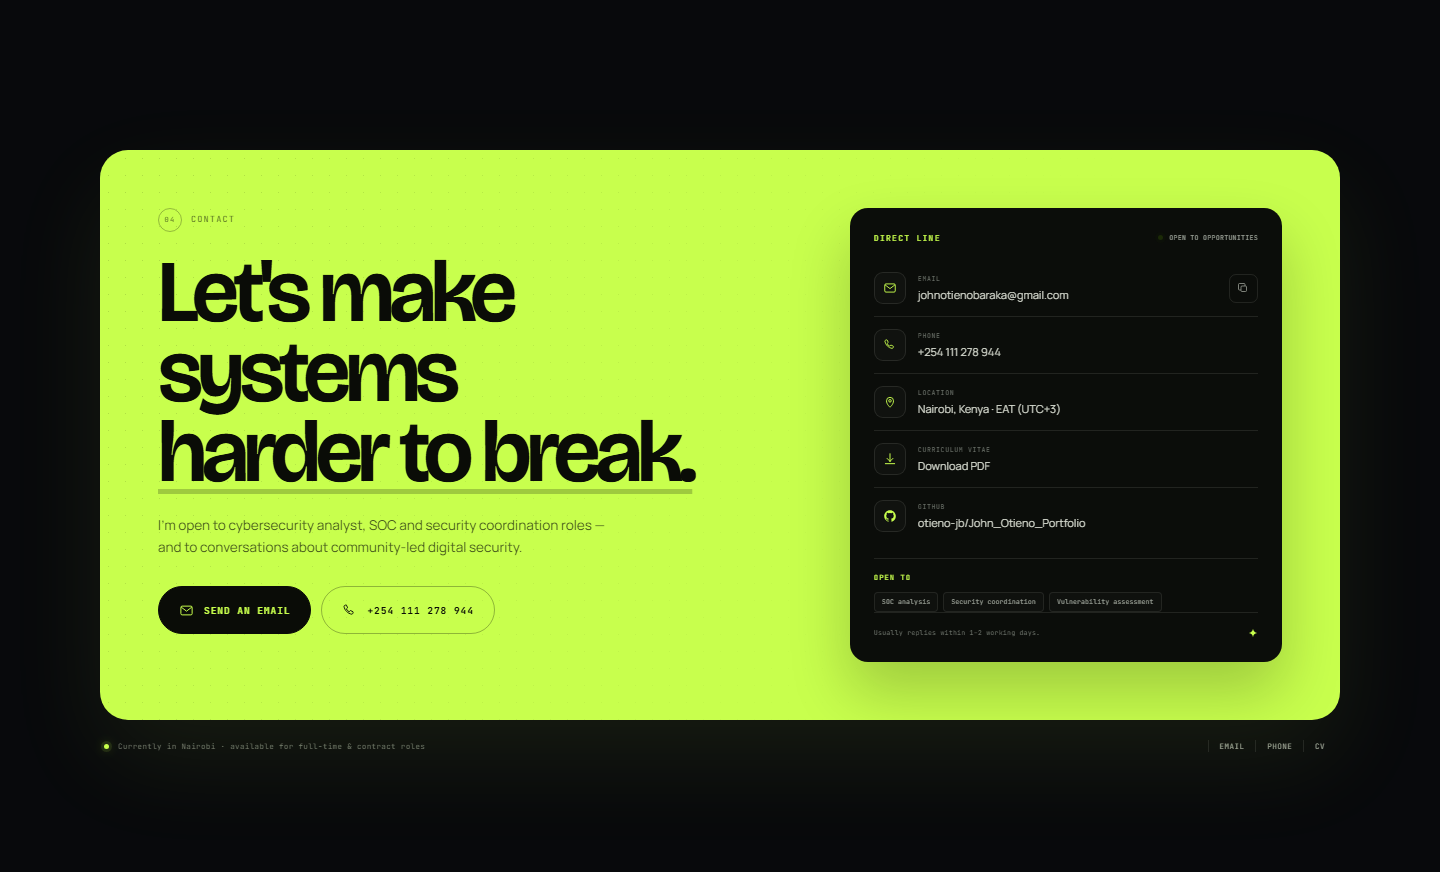 04 CONTACT
Let's make
systems
harder to break.
I'm open to cybersecurity analyst, SOC and security coordination roles —
and to conversations about community-led digital security.
SEND AN EMAIL
+254 111 278 944
DIRECT LINE
OPEN TO OPPORTUNITIES
EMAIL
johnotienobaraka@gmail.com
PHONE
+254 111 278 944
LOCATION
Nairobi, Kenya · EAT (UTC+3)
CURRICULUM VITAE
Download PDF
GITHUB
otieno-jb/John_Otieno_Portfolio
OPEN TO
SOC analysis
Security coordination
Vulnerability assessment
Usually replies within 1–2 working days.
Currently in Nairobi · available for full-time & contract roles
EMAIL
PHONE
CV